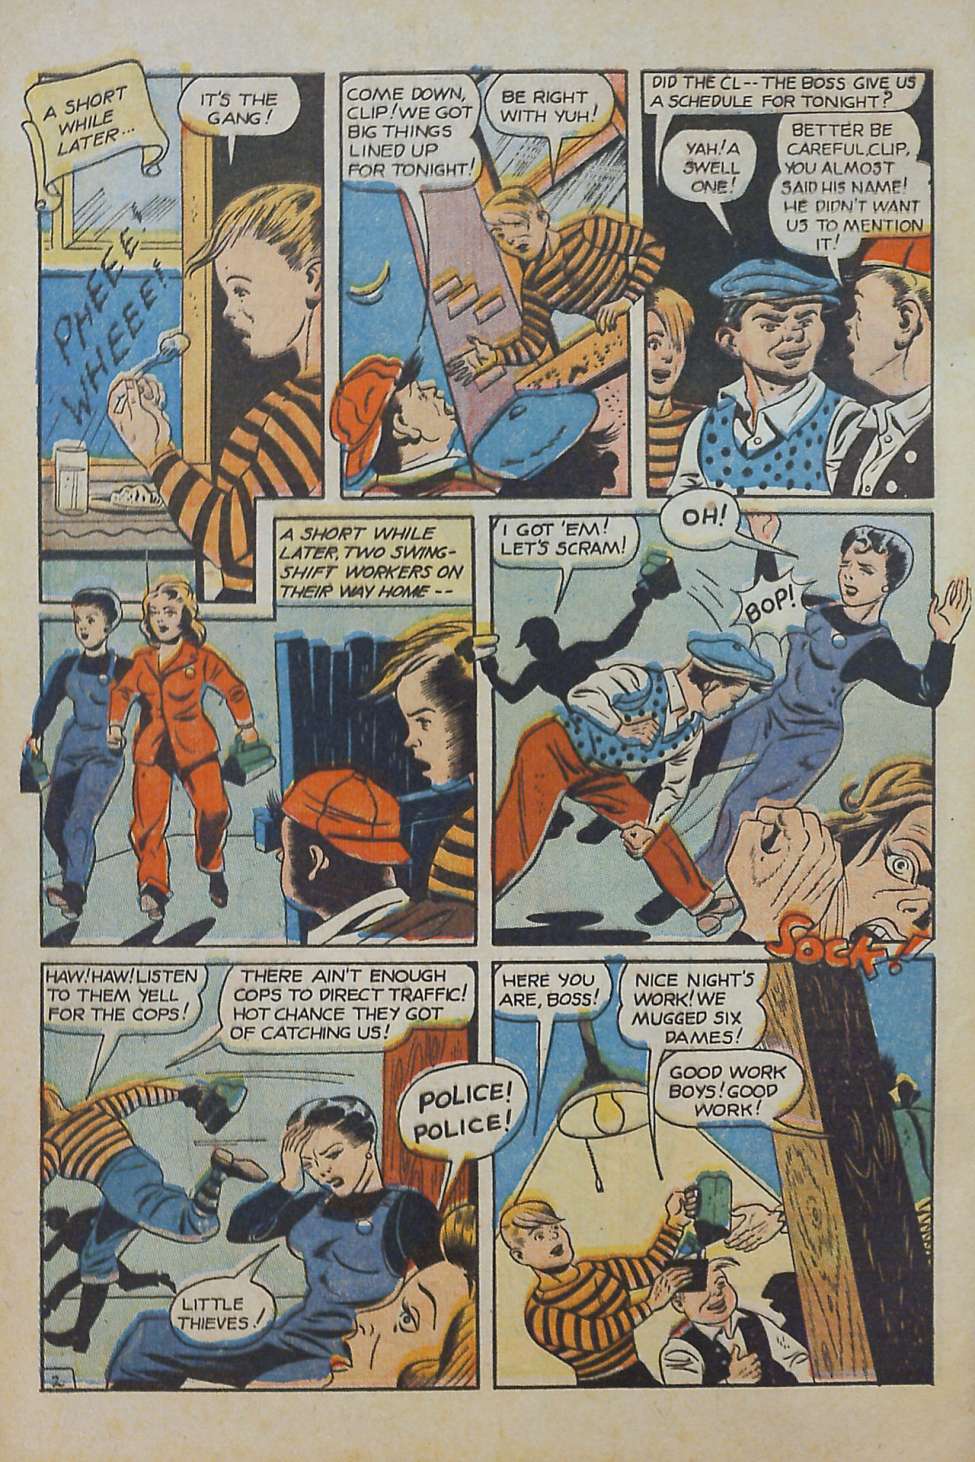 A SHORT
WHILE
LATER...
IT'S THE
GANG!
PHEEE!
WHEEEE!!
COME DOWN,
CLIP! WE GOT
BIG THINGS
LINED UP
FOR TONIGHT!
BE RIGHT
WITH YUH!
DID THE CL-- THE BOSS GIVE US
A SCHEDULE FOR TONIGHT?
YAH! A
SWELL
ONE!
BETTER BE
CAREFUL, CLIP,
YOU ALMOST
SAID HIS NAME!
HE DIDN'T WANT
US TO MENTION
IT!
A SHORT WHILE
LATER, TWO SWING-
SHIFT WORKERS ON
THEIR WAY HOME --
I GOT 'EM!
LET'S SCRAM!
OH!
BOP!
SOCK!
HAW! HAW! LISTEN
TO THEM YELL
FOR THE COPS!
THERE AIN'T ENOUGH
COPS TO DIRECT TRAFFIC!
HOT CHANCE THEY GOT
OF CATCHING US!
POLICE!
POLICE!
LITTLE
THIEVES!
2
HERE YOU
ARE, BOSS!
NICE NIGHT'S
WORK! WE
MUGGED SIX
DAMES!
GOOD WORK
BOYS! GOOD
WORK!